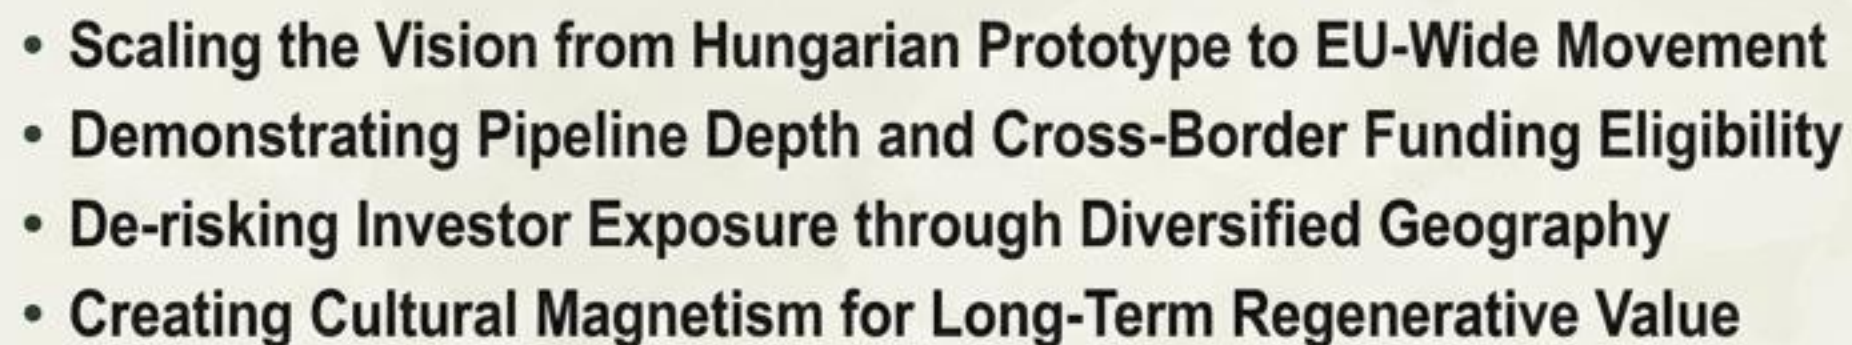 • Scaling the Vision from Hungarian Prototype to EU-Wide Movement
• Demonstrating Pipeline Depth and Cross-Border Funding Eligibility
• De-risking Investor Exposure through Diversified Geography
• Creating Cultural Magnetism for Long-Term Regenerative Value